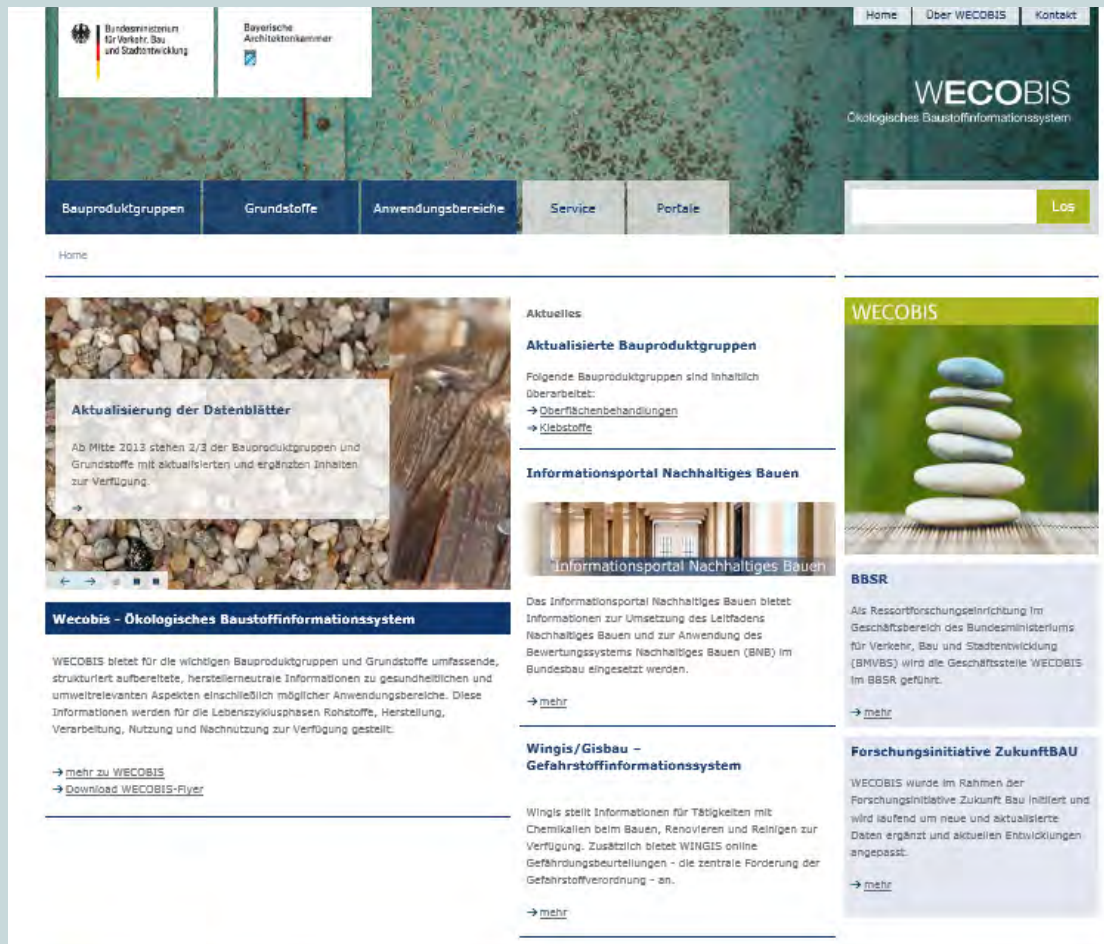 Bundesministerium
für Verkehr, Bau
und Stadtentwicklung
Bayerische
Architektenkammer
Home
Über WECOBIS
Kontakt
WECOBIS
Ökologisches Baustoffinformationssystem
Bauproduktgruppen
Grundstoffe
Anwendungsbereiche
Service
Portale
Los
Home
Aktualisierung der Datenblätter
Ab Mitte 2013 stehen 2/3 der Bauproduktgruppen und
Grundstoffe mit aktualisierten und ergänzten Inhalten
zur Verfügung.
→
← →
Wecobis - Ökologisches Baustoffinformationssystem
WECOBIS bietet für die wichtigen Bauproduktgruppen und Grundstoffe umfassende,
strukturiert aufbereitete, herstellerneutrale Informationen zu gesundheitlichen und
umweltrelevanten Aspekten einschließlich möglicher Anwendungsbereiche. Diese
Informationen werden für die Lebenszyklusphasen Rohstoffe, Herstellung,
Verarbeitung, Nutzung und Nachnutzung zur Verfügung gestellt.
→ mehr zu WECOBIS
→ Download WECOBIS-Flyer
Aktuelles
Aktualisierte Bauproduktgruppen
Folgende Bauproduktgruppen sind inhaltlich
überarbeitet:
→ Oberflächenbehandlungen
→ Klebstoffe
Informationsportal Nachhaltiges Bauen
Informationsportal Nachhaltiges Bauen
Das Informationsportal Nachhaltiges Bauen bietet
Informationen zur Umsetzung des Leitfadens
Nachhaltiges Bauen und zur Anwendung des
Bewertungssystems Nachhaltiges Bauen (BNB) im
Bundesbau eingesetzt werden.
→ mehr
Wingis/Gisbau –
Gefahrstoffinformationssystem
Wingis stellt Informationen für Tätigkeiten mit
Chemikalien beim Bauen, Renovieren und Reinigen zur
Verfügung. Zusätzlich bietet WINGIS online
Gefährdungsbeurteilungen - die zentrale Forderung der
Gefahrstoffverordnung - an.
→ mehr
WECOBIS
BBSR
Als Ressortforschungseinrichtung im
Geschäftsbereich des Bundesministeriums
für Verkehr, Bau und Stadtentwicklung
(BMVBS) wird die Geschäftsstelle WECOBIS
im BBSR geführt.
→ mehr
Forschungsinitiative ZukunftBAU
WECOBIS wurde im Rahmen der
Forschungsinitiative Zukunft Bau initiiert und
wird laufend um neue und aktualisierte
Daten ergänzt und aktuellen Entwicklungen
angepasst.
→ mehr